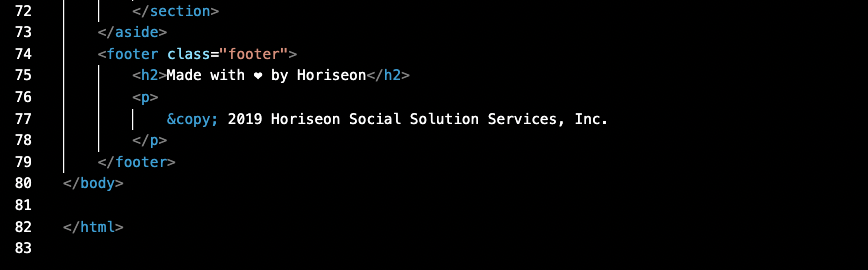 72 </section>
73 </aside>
74 <footer class="footer">
75 <h2>Made with ❤ by Horiseon</h2>
76 <p>
77 &copy; 2019 Horiseon Social Solution Services, Inc.
78 </p>
79 </footer>
80 </body>
81
82 </html>
83